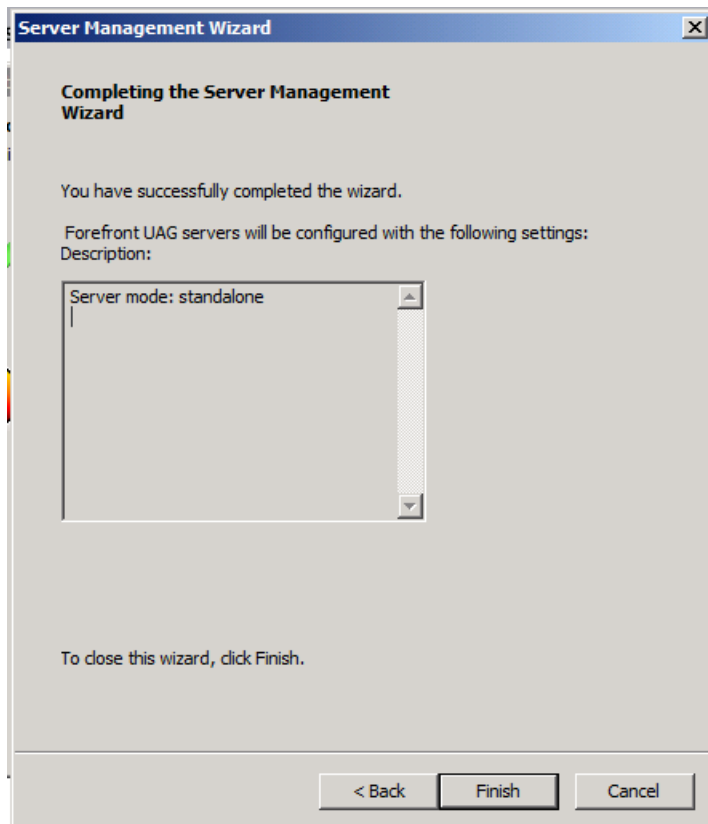 Server Management Wizard
Completing the Server Management
Wizard
You have successfully completed the wizard.
Forefront UAG servers will be configured with the following settings:
Description:
Server mode: standalone
To close this wizard, click Finish.
< Back
Finish
Cancel